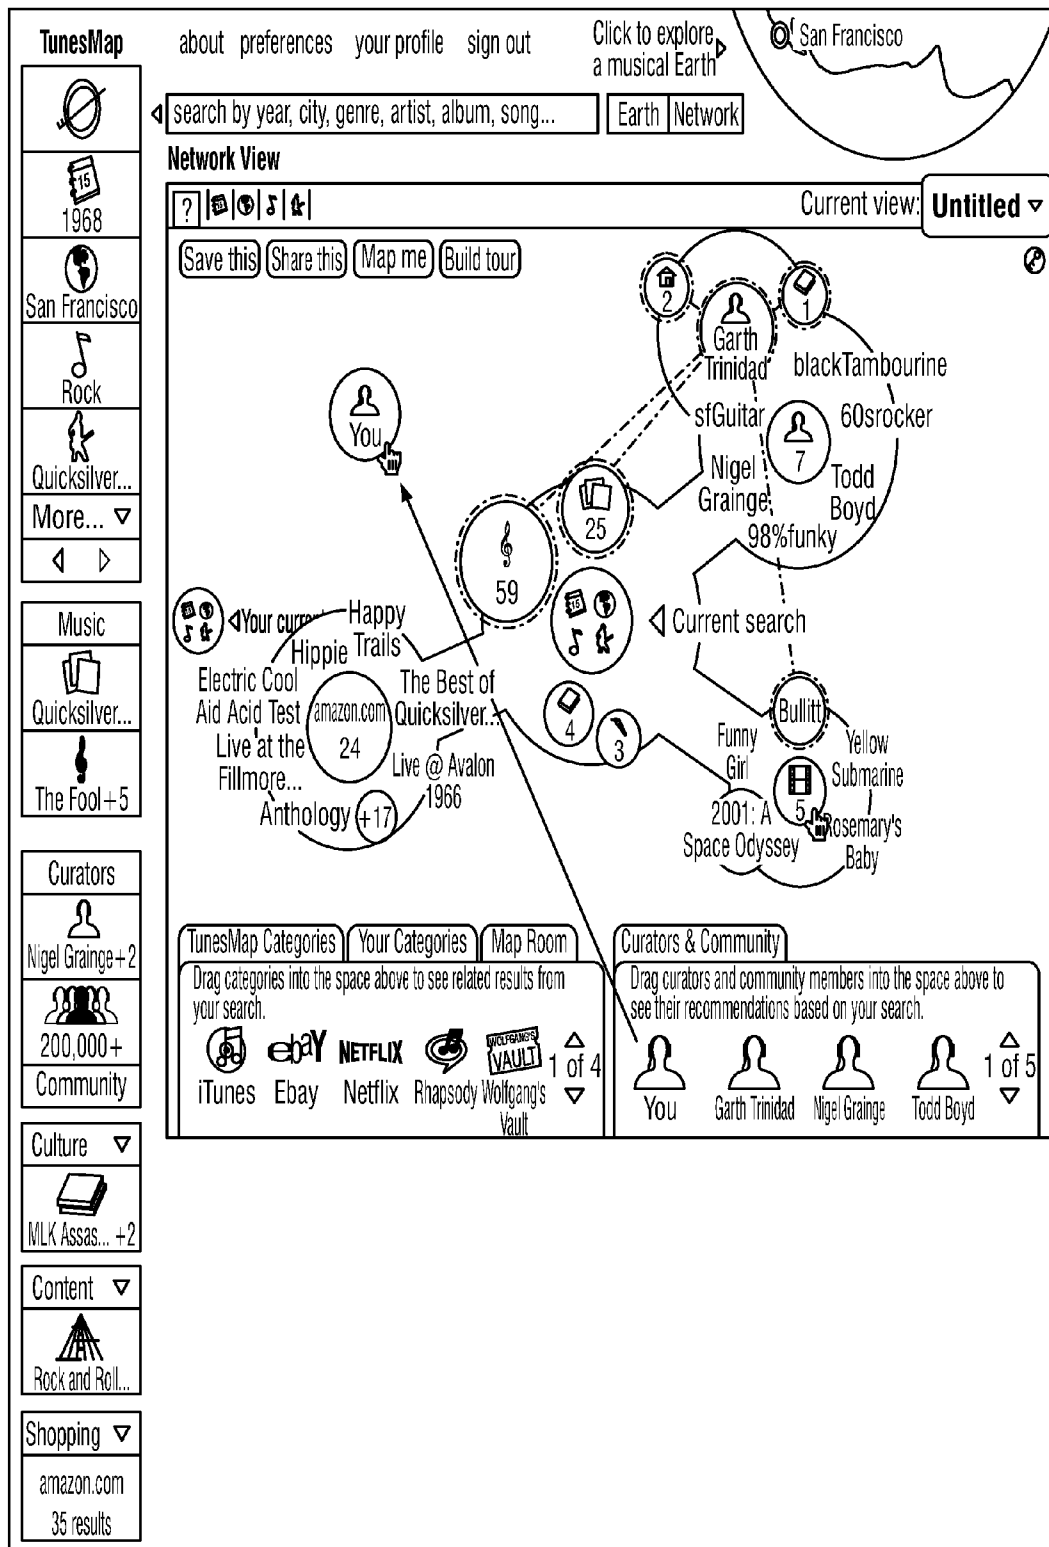 TunesMap
about preferences your profile sign out
Click to explore
a musical Earth
San Francisco
search by year, city, genre, artist, album, song...
Earth
Network
Network View
?
15
Current view:
Untitled
Save this
Share this
Map me
Build tour
15
1968
San Francisco
Rock
Quicksilver...
More...
Music
Quicksilver...
The Fool+5
Curators
Nigel Grainge+2
200,000+
Community
Culture
MLK Assas... +2
Content
Rock and Roll...
Shopping
amazon.com
35 results
2
1
Garth
Trinidad
blackTambourine
sfGuitar
60srocker
7
Nigel
Grainge
Todd
Boyd
98%funky
You
25
59
15
Current search
Your curre
Happy
Trails
Hippie
Electric Cool
Aid Acid Test
Live at the
Fillmore...
Anthology
+17
amazon.com
24
The Best of
Quicksilver...
Live @ Avalon
1966
4
3
Bullitt
Funny
Girl
Yellow
Submarine
5
2001: A
Space Odyssey
Rosemary's
Baby
TunesMap Categories
Your Categories
Map Room
Drag categories into the space above to see related results from
your search.
iTunes
ebaY
Ebay
NETFLIX
Netflix
Rhapsody
WOLFGANG'S
VAULT
Wolfgang's
Vault
1 of 4
Curators & Community
Drag curators and community members into the space above to
see their recommendations based on your search.
You
Garth Trinidad
Nigel Grainge
Todd Boyd
1 of 5